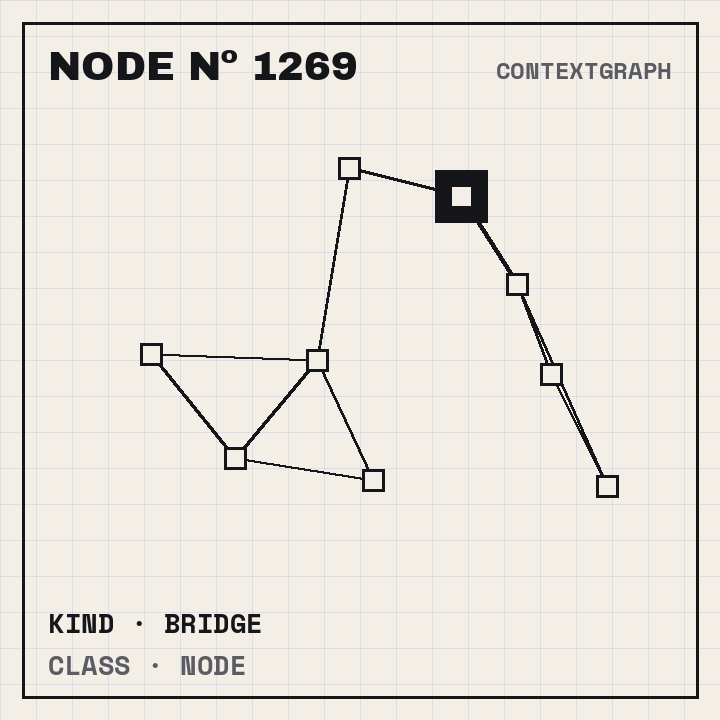 NODE Nº 1269
CONTEXTGRAPH
KIND · BRIDGE
CLASS · NODE